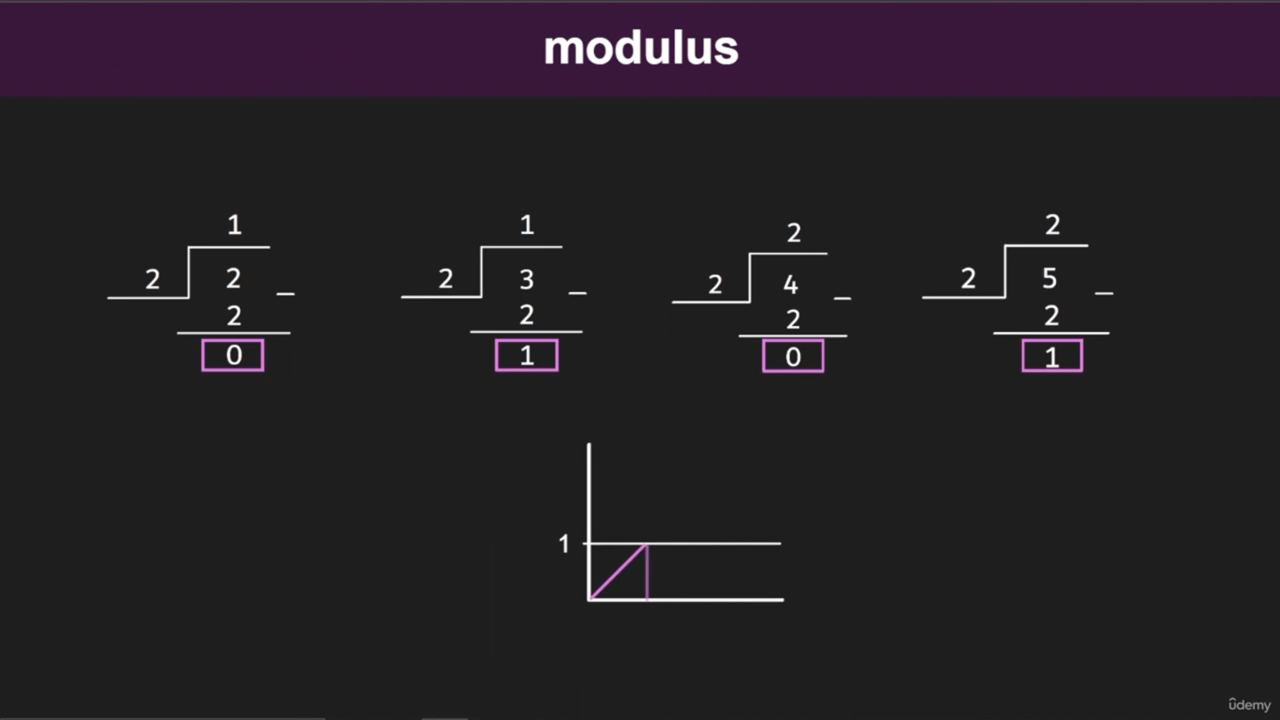 modulus
1 1 2 2
2 2 2 3 2 4 2 5
_ _ _ _
2 2 2 2
0 1 0 1
1
ûdemy